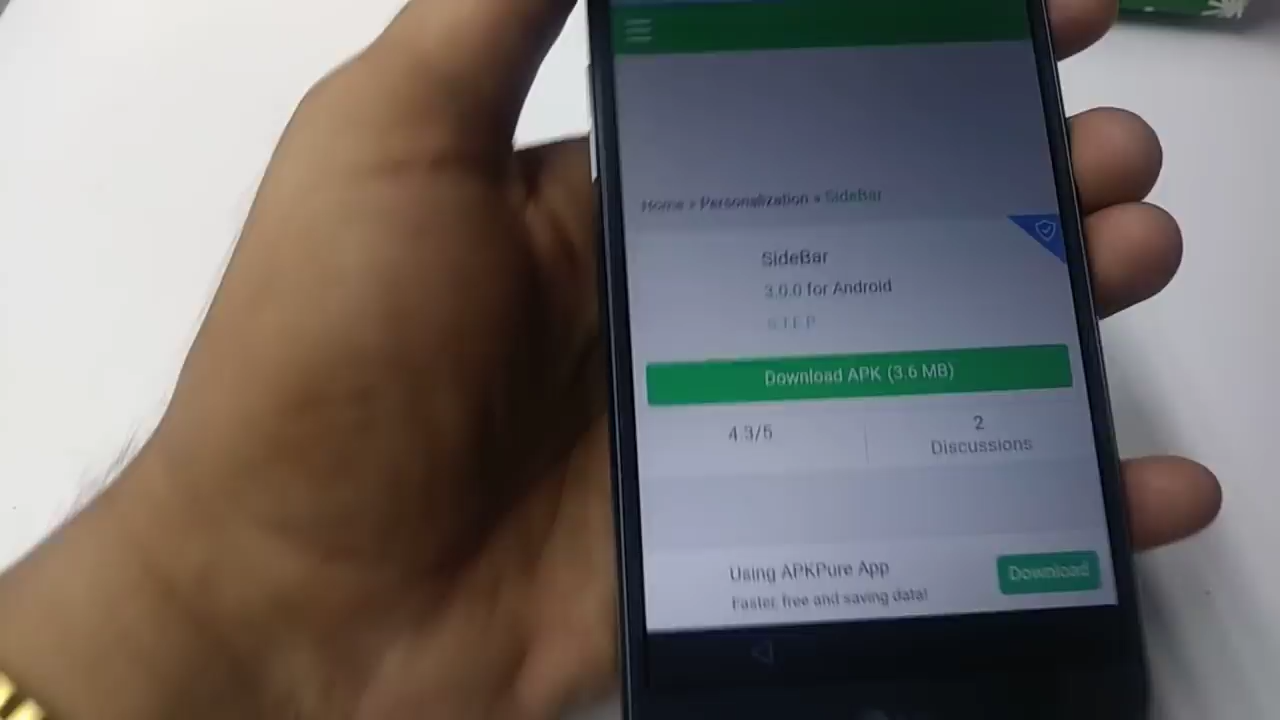 Home » Personalization » SideBar
SideBar
3.0.0 for Android
STEP
Download APK (3.6 MB)
4.3/5
2
Discussions
Using APKPure App
Faster, free and saving data!
Download